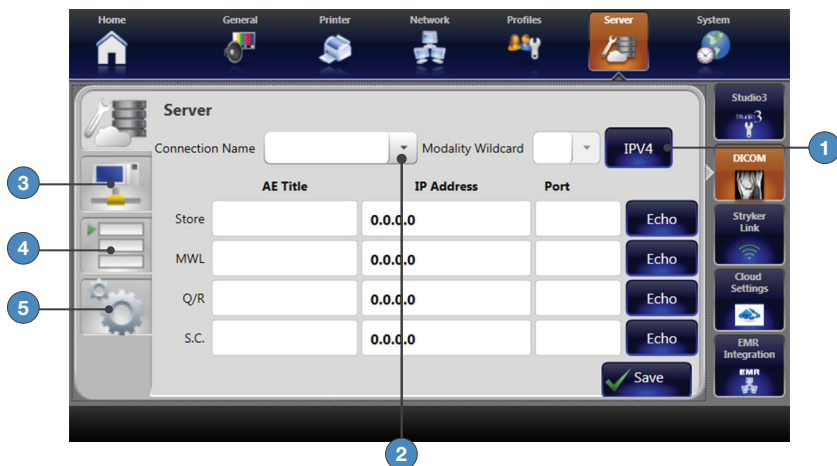 Home General Printer Network Profiles Server System
Server
Connection Name Modality Wildcard IPV4
AE Title IP Address Port
Store 0.0.0.0 Echo
MWL 0.0.0.0 Echo
Q/R 0.0.0.0 Echo
S.C. 0.0.0.0 Echo
Save
Studio3
Studio3
DICOM
Stryker
Link
Cloud
Settings
EMR
Integration
EMR
1
2
3
4
5